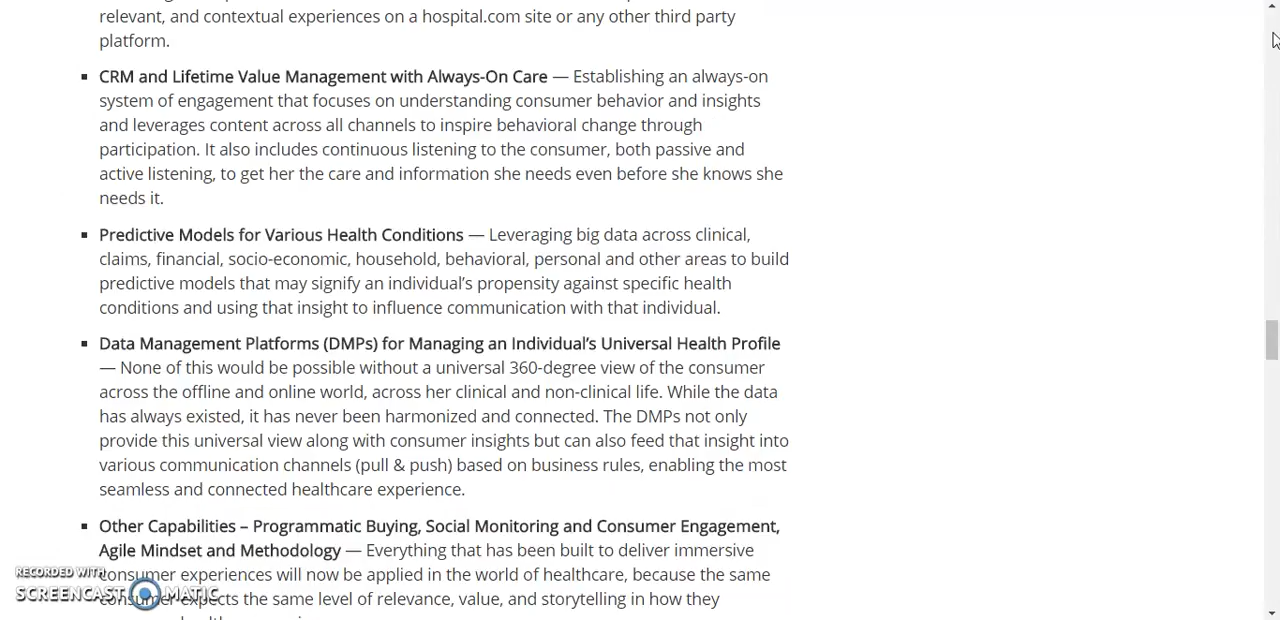 relevant, and contextual experiences on a hospital.com site or any other third party
platform.
CRM and Lifetime Value Management with Always-On Care — Establishing an always-on
system of engagement that focuses on understanding consumer behavior and insights
and leverages content across all channels to inspire behavioral change through
participation. It also includes continuous listening to the consumer, both passive and
active listening, to get her the care and information she needs even before she knows she
needs it.
Predictive Models for Various Health Conditions — Leveraging big data across clinical,
claims, financial, socio-economic, household, behavioral, personal and other areas to build
predictive models that may signify an individual's propensity against specific health
conditions and using that insight to influence communication with that individual.
Data Management Platforms (DMPs) for Managing an Individual's Universal Health Profile
— None of this would be possible without a universal 360-degree view of the consumer
across the offline and online world, across her clinical and non-clinical life. While the data
has always existed, it has never been harmonized and connected. The DMPs not only
provide this universal view along with consumer insights but can also feed that insight into
various communication channels (pull & push) based on business rules, enabling the most
seamless and connected healthcare experience.
Other Capabilities – Programmatic Buying, Social Monitoring and Consumer Engagement,
Agile Mindset and Methodology — Everything that has been built to deliver immersive
consumer experiences will now be applied in the world of healthcare, because the same
consumer expects the same level of relevance, value, and storytelling in how they
RECORDED WITH
SCREENCAST MATIC